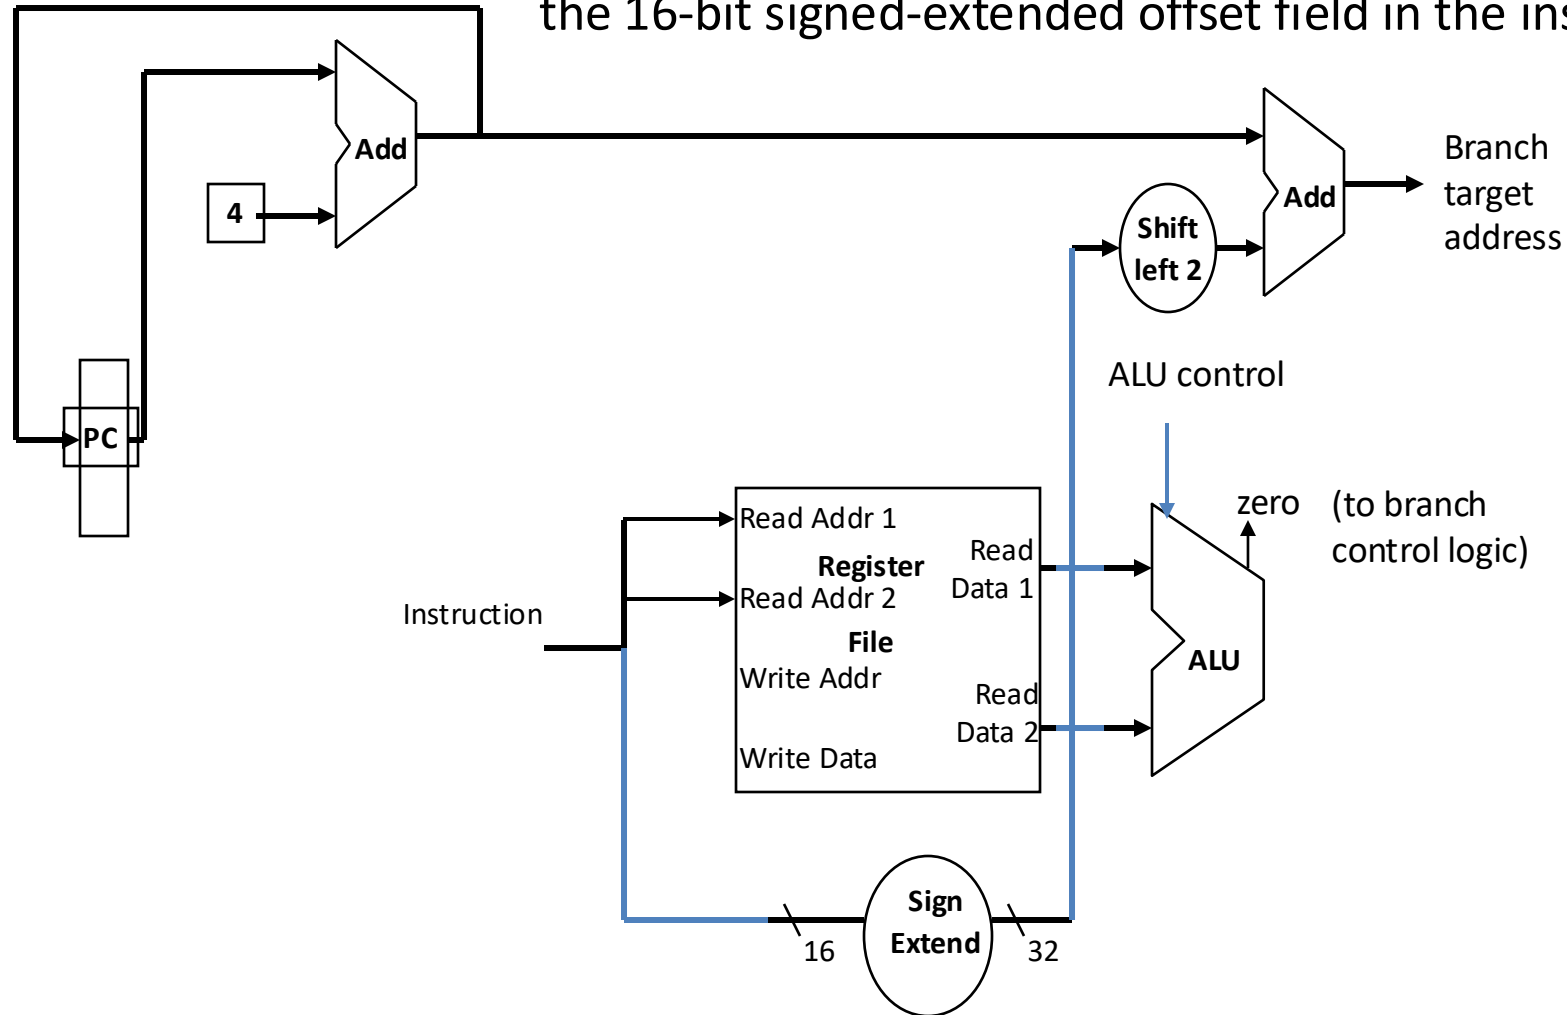 the 16-bit signed-extended offset field in the
Add
4
Shift
left 2
Add
Branch
target
address
PC
ALU control
Instruction
Read Addr 1
Register
Read Addr 2
File
Write Addr
Write Data
Read
Data 1
Read
Data 2
ALU
zero
(to branch
control logic)
Sign
Extend
16
32